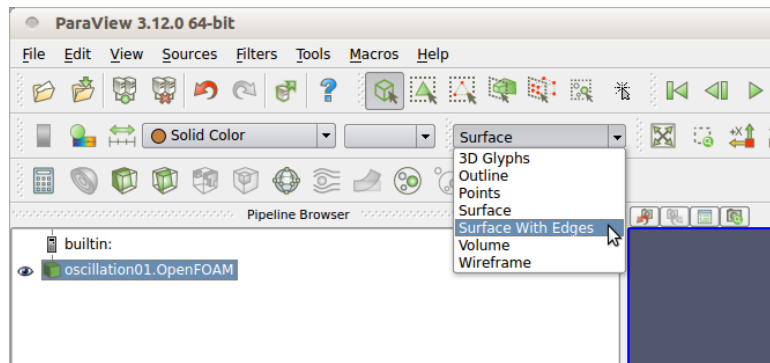 ParaView 3.12.0 64-bit
File Edit View Sources Filters Tools Macros Help
Solid Color Surface
3D Glyphs
Outline
Points
Surface
Surface With Edges
Volume
Wireframe
Pipeline Browser
builtin:
oscillation01.OpenFOAM